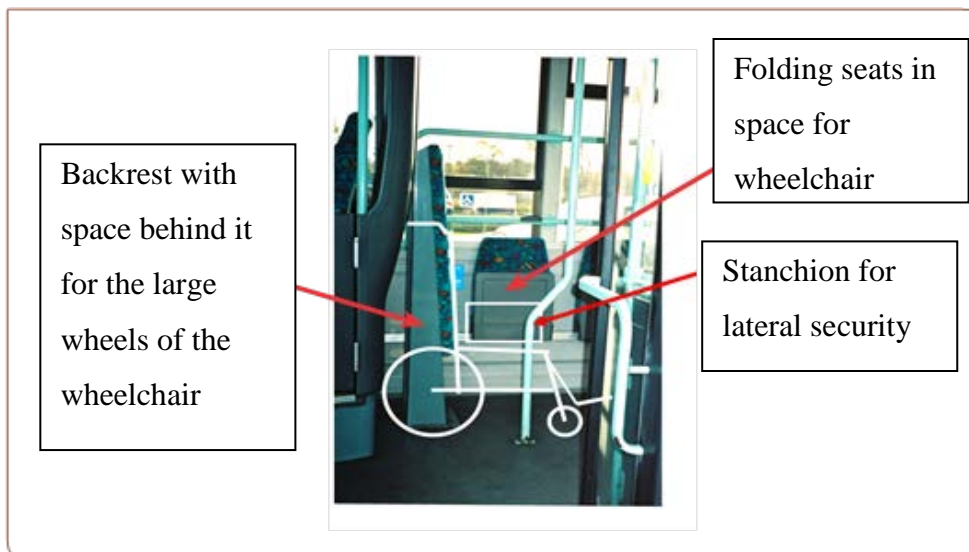 Folding seats in
space for
wheelchair
Backrest with
space behind it
for the large
wheels of the
wheelchair
Stanchion for
lateral security